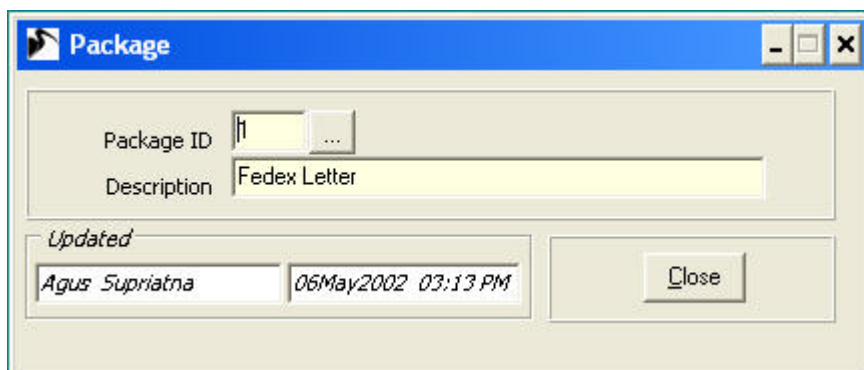 Package
Package ID 1 ...
Description Fedex Letter
Updated
Agus Supriatna 06May2002 03:13 PM
Close